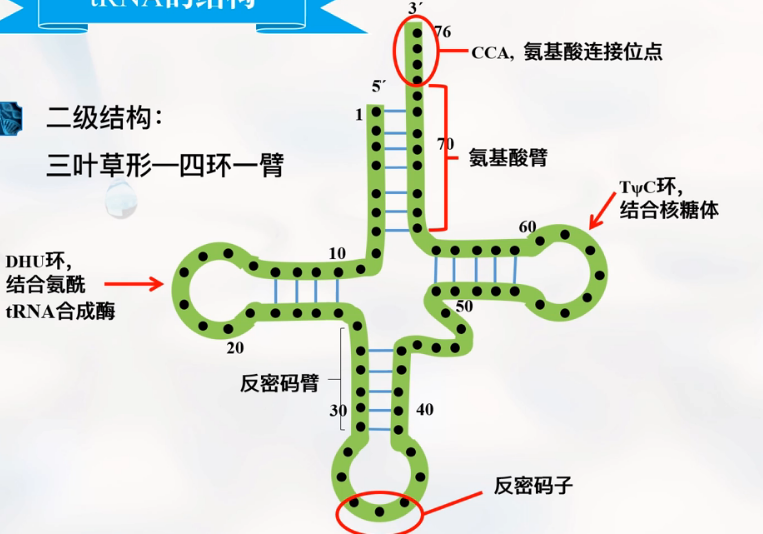 tRNA的结构
3´
76
CCA, 氨基酸连接位点
5´
1
二级结构：
三叶草形—四环一臂
70
氨基酸臂
TψC环，
结合核糖体
60
DHU环，
结合氨酰
tRNA合成酶
10
50
20
反密码臂
30
40
反密码子